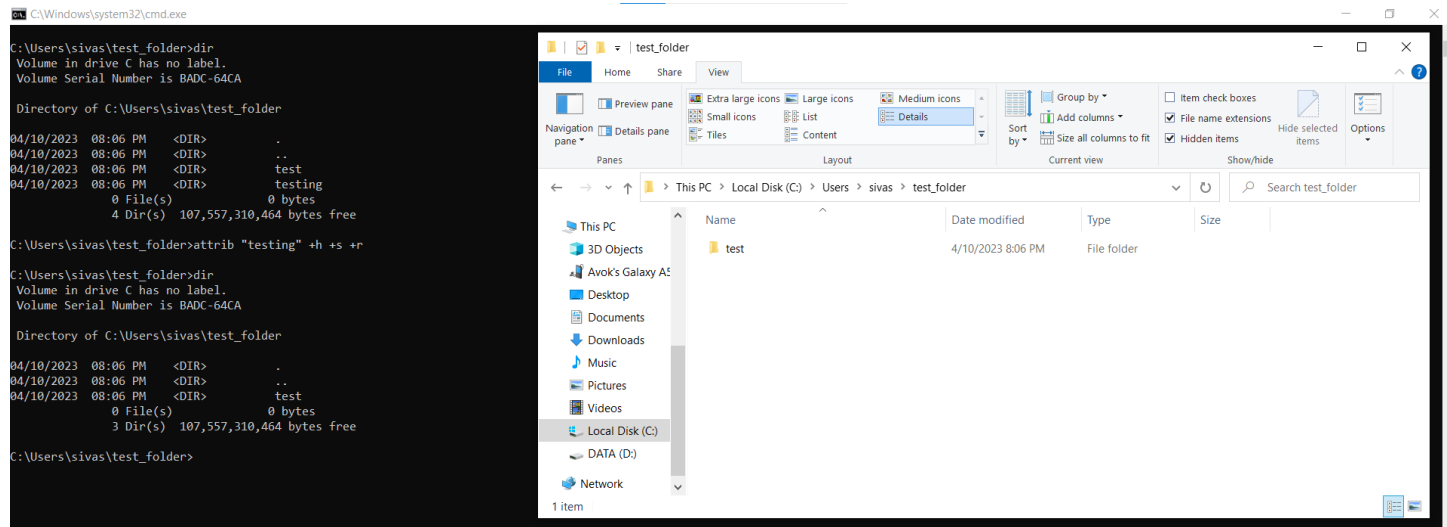 C:\Windows\system32\cmd.exe
C:\Users\sivas\test_folder>dir
Volume in drive C has no label.
Volume Serial Number is BADC-64CA
Directory of C:\Users\sivas\test_folder
04/10/2023 08:06 PM <DIR> .
04/10/2023 08:06 PM <DIR> ..
04/10/2023 08:06 PM <DIR> test
04/10/2023 08:06 PM <DIR> testing
0 File(s) 0 bytes
4 Dir(s) 107,557,310,464 bytes free
C:\Users\sivas\test_folder>attrib "testing" +h +s +r
C:\Users\sivas\test_folder>dir
Volume in drive C has no label.
Volume Serial Number is BADC-64CA
Directory of C:\Users\sivas\test_folder
04/10/2023 08:06 PM <DIR> .
04/10/2023 08:06 PM <DIR> ..
04/10/2023 08:06 PM <DIR> test
0 File(s) 0 bytes
3 Dir(s) 107,557,310,464 bytes free
C:\Users\sivas\test_folder>
test_folder
File Home Share View
Navigation pane
Preview pane
Details pane
Panes
Extra large icons Large icons Medium icons
Small icons List Details
Tiles Content
Layout
Sort by
Group by
Add columns
Size all columns to fit
Current view
Item check boxes
File name extensions
Hidden items
Hide selected items
Show/hide
Options
This PC > Local Disk (C:) > Users > sivas > test_folder
Search test_folder
Name Date modified Type Size
test 4/10/2023 8:06 PM File folder
This PC
3D Objects
Avok's Galaxy A5
Desktop
Documents
Downloads
Music
Pictures
Videos
Local Disk (C:)
DATA (D:)
Network
1 item